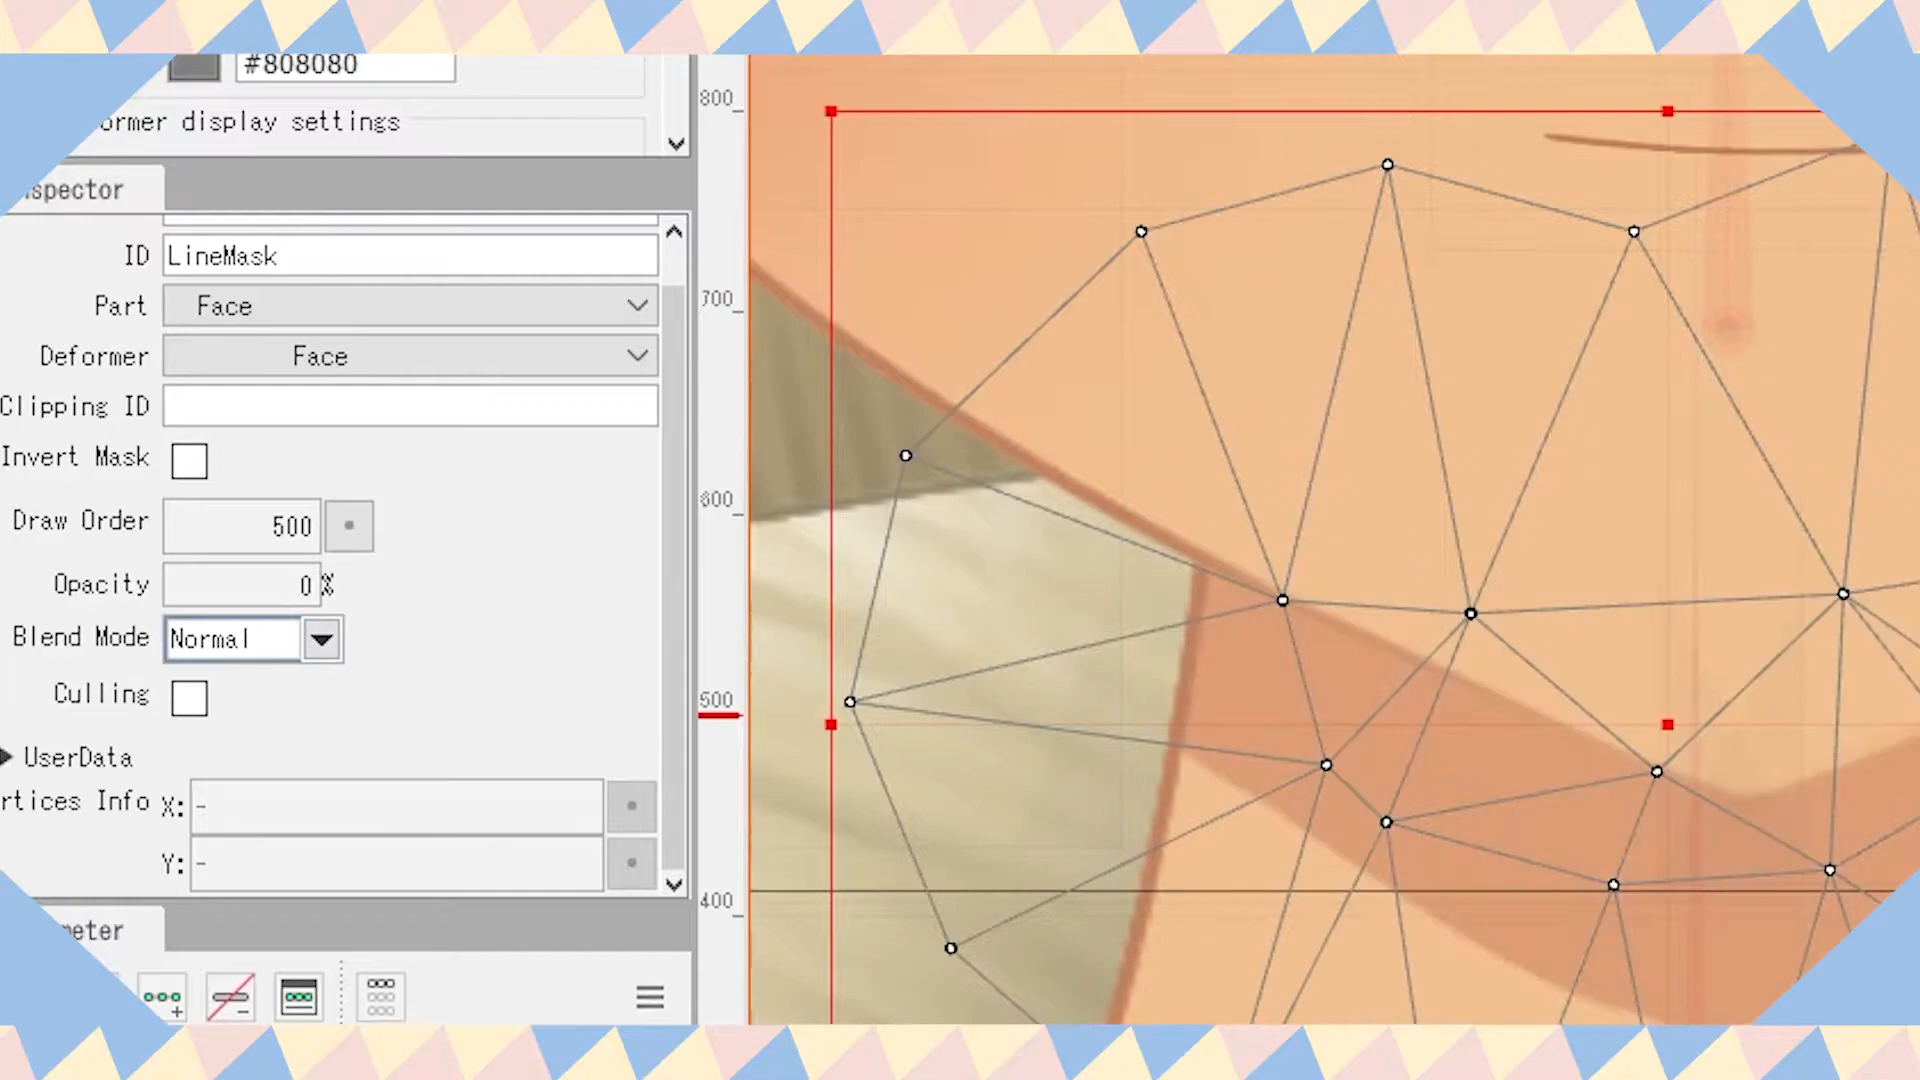 #808080
ormer display settings
nspector
ID LineMask
Part Face
Deformer Face
Clipping ID
Invert Mask
Draw Order 500
Opacity 0 %
Blend Mode Normal
Culling
UserData
rtices Info X: -
Y: -
meter
800
700
600
500
400